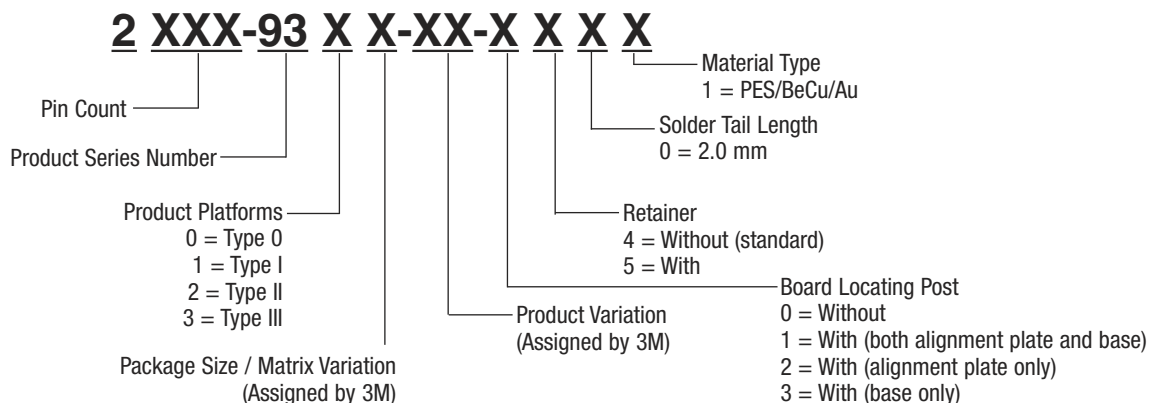 2 XXX-93 X X-XX-X X X X
Material Type
1 = PES/BeCu/Au
Pin Count
Solder Tail Length
0 = 2.0 mm
Product Series Number
Product Platforms
0 = Type 0
1 = Type I
2 = Type II
3 = Type III
Retainer
4 = Without (standard)
5 = With
Board Locating Post
0 = Without
1 = With (both alignment plate and base)
2 = With (alignment plate only)
3 = With (base only)
Product Variation
(Assigned by 3M)
Package Size / Matrix Variation
(Assigned by 3M)